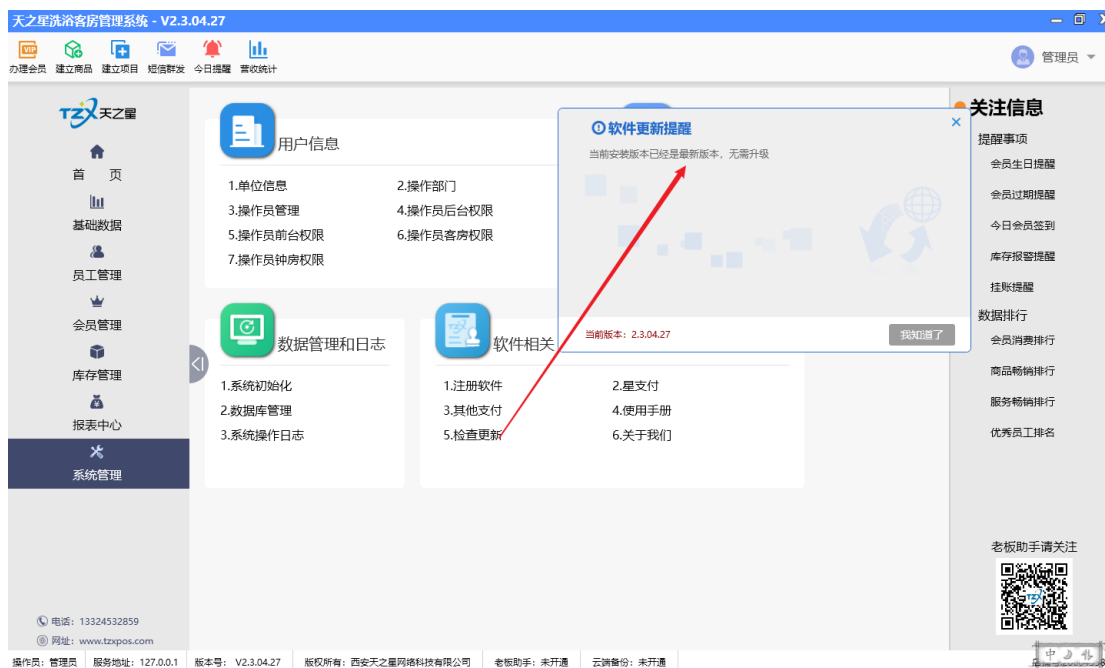 天之星洗浴客房管理系统 - V2.3.04.27
办理会员 建立商品 建立项目 短信群发 今日提醒 营收统计
管理员
TZX天之星
首 页
基础数据
员工管理
会员管理
库存管理
报表中心
系统管理
电话: 13324532859
网址: www.tzxpos.com
用户信息
1.单位信息 2.操作部门
3.操作员管理 4.操作员后台权限
5.操作员前台权限 6.操作员客房权限
7.操作员钟房权限
数据管理和日志
1.系统初始化
2.数据库管理
3.系统操作日志
软件相关
1.注册软件 2.星支付
3.其他支付 4.使用手册
5.检查更新 6.关于我们
软件更新提醒
当前安装版本已经是最新版本，无需升级
当前版本: 2.3.04.27
我知道了
关注信息
提醒事项
会员生日提醒
会员过期提醒
今日会员签到
库存报警提醒
挂账提醒
数据排行
会员消费排行
商品畅销排行
服务畅销排行
优秀员工排名
老板助手请关注
操作员: 管理员 服务地址: 127.0.0.1 版本号: V2.3.04.27 版权所有: 西安天之星网络科技有限公司 老板助手: 未开通 云端备份: 未开通